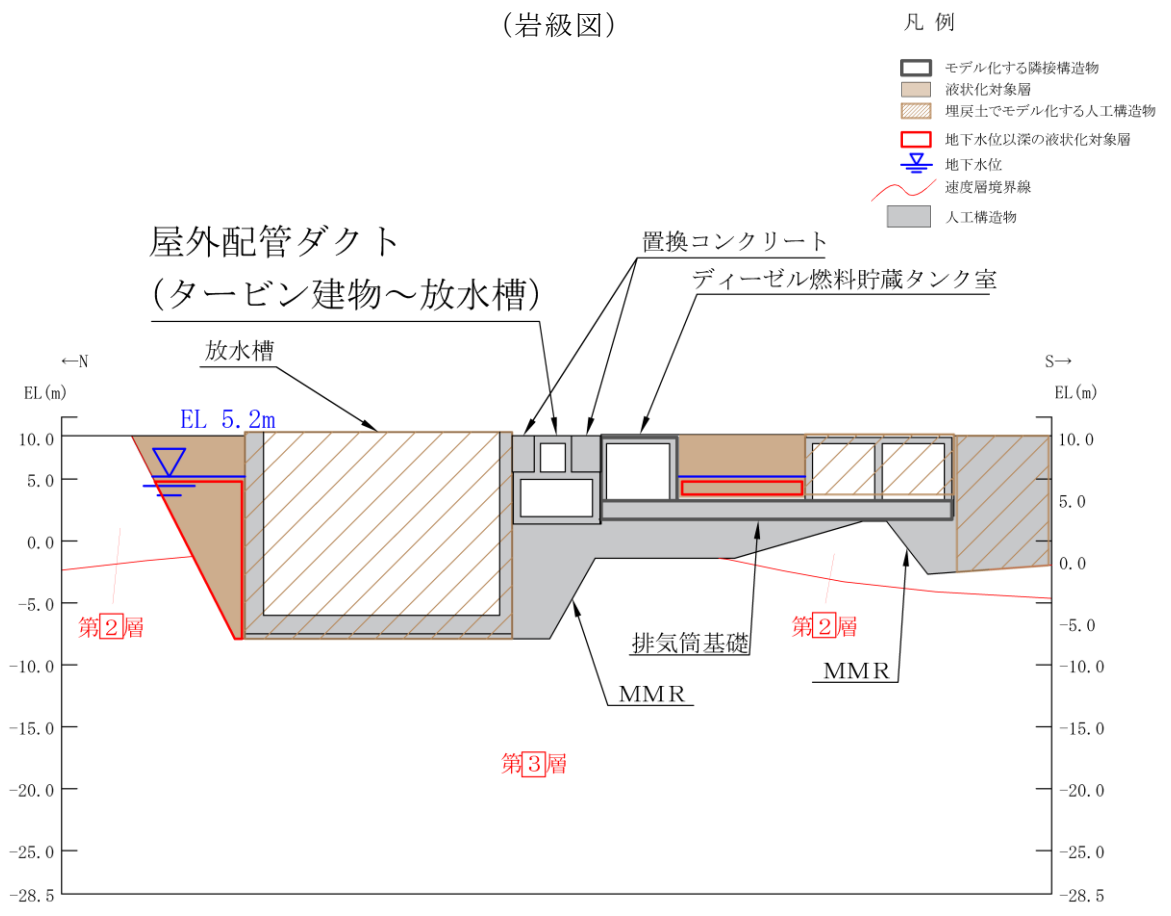 (岩級図)
凡 例
モデル化する隣接構造物
液状化対象層
埋戻土でモデル化する人工構造物
地下水位以深の液状化対象層
地下水位
速度層境界線
人工構造物
屋外配管ダクト
(タービン建物～放水槽)
置換コンクリート
ディーゼル燃料貯蔵タンク室
放水槽
←N
S→
EL(m)
EL(m)
EL 5.2m
10.0
5.0
0.0
-5.0
-10.0
-15.0
-20.0
-25.0
-28.5
10.0
5.0
0.0
-5.0
-10.0
-15.0
-20.0
-25.0
-28.5
第2層
第2層
排気筒基礎
MMR
MMR
第3層